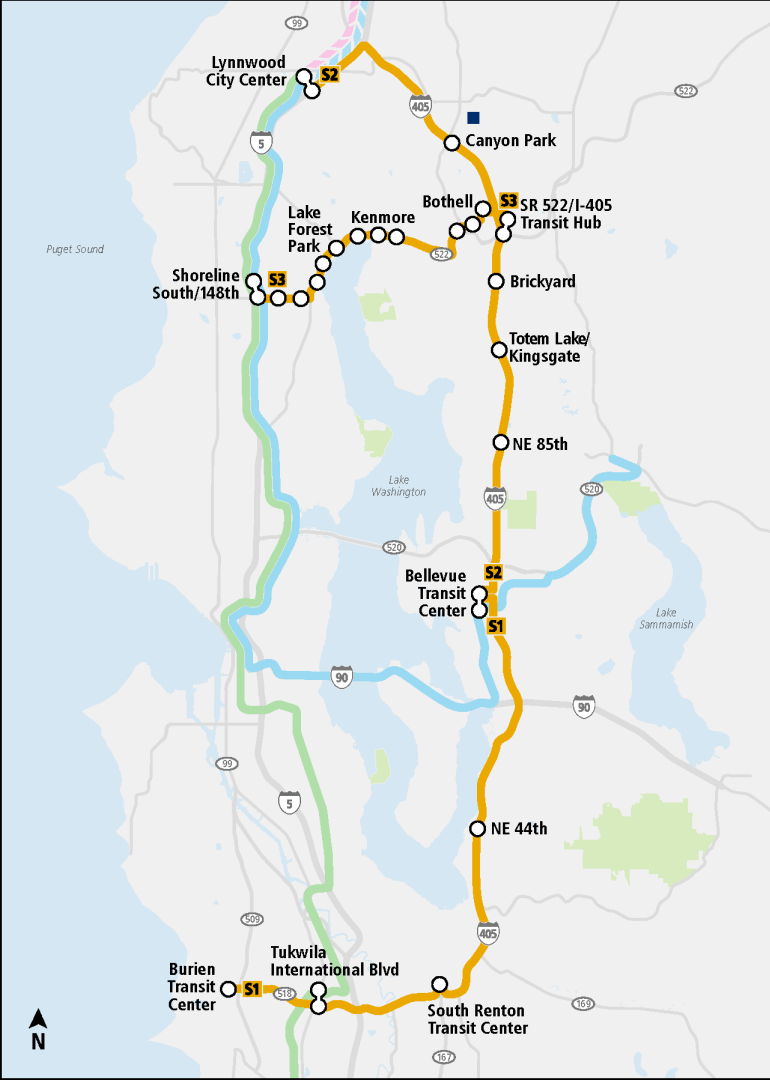 99
Lynnwood
City Center
S2
522
405
5
Canyon Park
Bothell
S3
SR 522/I-405
Transit Hub
Lake
Forest
Park
Kenmore
522
Puget Sound
Shoreline
South/148th
S3
Brickyard
Totem Lake/
Kingsgate
NE 85th
Lake
Washington
405
520
520
Bellevue
Transit
Center
S2
S1
Lake
Sammamish
90
90
99
5
NE 44th
509
405
Tukwila
International Blvd
Burien
Transit
Center
S1
518
South Renton
Transit Center
169
167
N